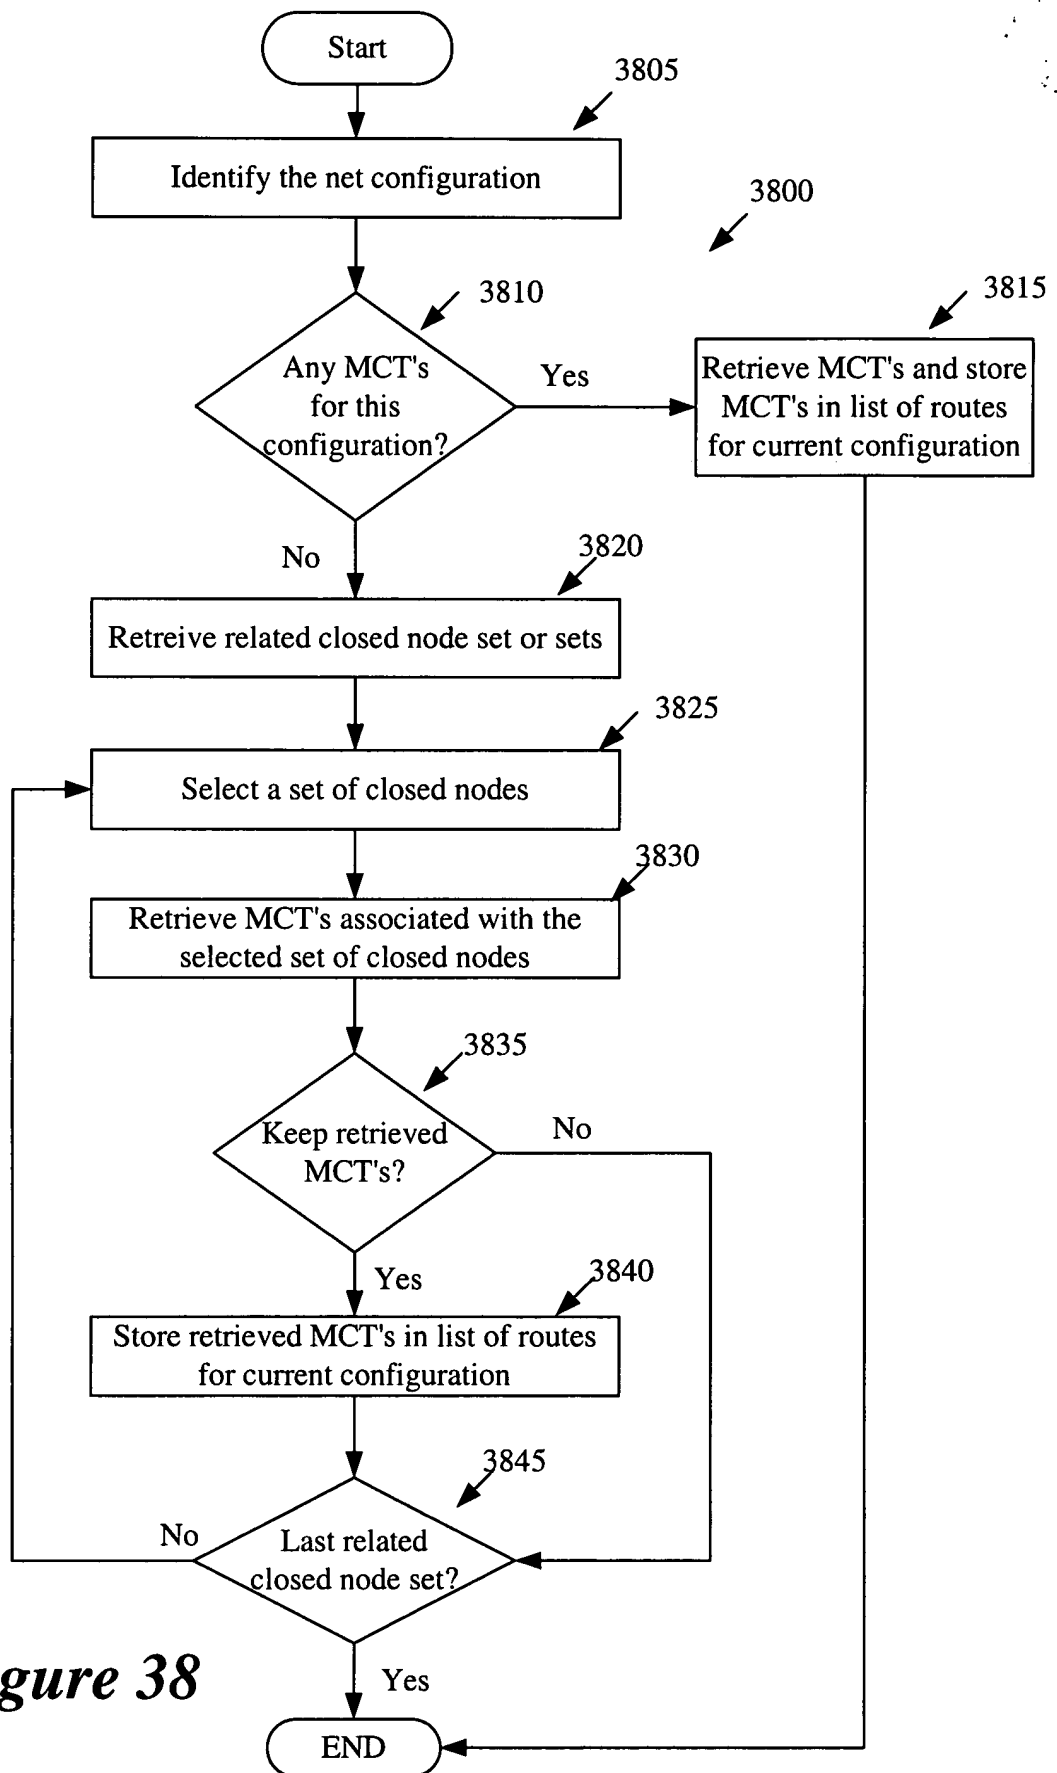 Start
3805
Identify the net configuration
3800
3810
3815
Any MCT's
for this
configuration?
Yes
Retrieve MCT's and store
MCT's in list of routes
for current configuration
No
3820
Retreive related closed node set or sets
3825
Select a set of closed nodes
3830
Retrieve MCT's associated with the
selected set of closed nodes
3835
Keep retrieved
MCT's?
No
Yes
3840
Store retrieved MCT's in list of routes
for current configuration
3845
No
Last related
closed node set?
gure 38
Yes
END